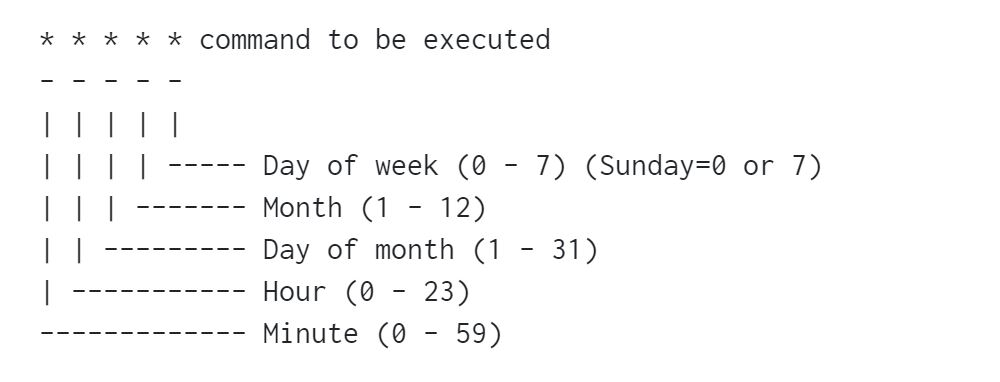 * * * * * command to be executed
- - - - -
| | | | |
| | | | ----- Day of week (0 - 7) (Sunday=0 or 7)
| | | ------- Month (1 - 12)
| | --------- Day of month (1 - 31)
| ----------- Hour (0 - 23)
------------- Minute (0 - 59)